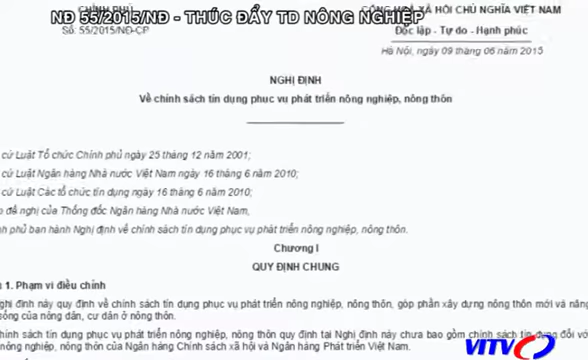 CHÍNH PHỦ
CỘNG HOÀ XÃ HỘI CHỦ NGHĨA VIỆT NAM
NĐ 55/2015/NĐ - THÚC ĐẨY TD NÔNG NGHIỆP
Số: 55/2015/NĐ-CP
Độc lập - Tự do - Hạnh phúc
Hà Nội, ngày 09 tháng 06 năm 2015
NGHỊ ĐỊNH
Về chính sách tín dụng phục vụ phát triển nông nghiệp, nông thôn
cứ Luật Tổ chức Chính phủ ngày 25 tháng 12 năm 2001;
cứ Luật Ngân hàng Nhà nước Việt Nam ngày 16 tháng 6 năm 2010;
cứ Luật Các tổ chức tín dụng ngày 16 tháng 6 năm 2010;
đề nghị của Thống đốc Ngân hàng Nhà nước Việt Nam,
nh phủ ban hành Nghị định về chính sách tín dụng phục vụ phát triển nông nghiệp, nông thôn.
Chương I
QUY ĐỊNH CHUNG
1. Phạm vi điều chỉnh
ghị định này quy định về chính sách tín dụng phục vụ phát triển nông nghiệp, nông thôn, góp phần xây dựng nông thôn mới và nân
sống của nông dân, cư dân ở nông thôn.
hính sách tín dụng phục vụ phát triển nông nghiệp, nông thôn quy định tại Nghị định này chưa bao gồm chính sách tín dụng đối vớ
nông nghiệp, nông thôn của Ngân hàng Chính sách xã hội và Ngân hàng Phát triển Việt Nam.
VITV